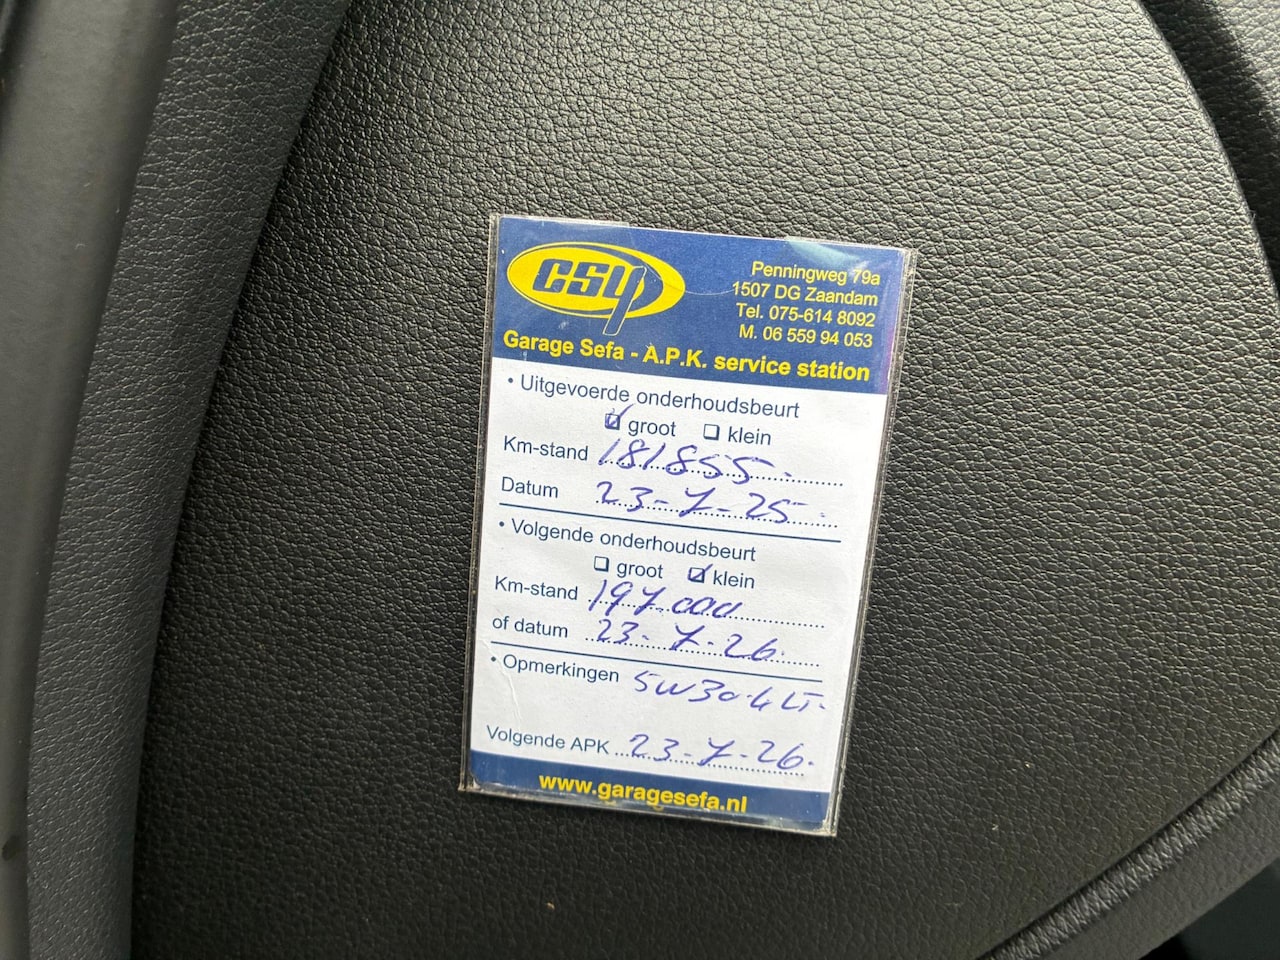 CSY
Penningweg 79a
1507 DG Zaandam
Tel. 075-614 8092
M. 06 559 94 053
Garage Sefa - A.P.K. service station
• Uitgevoerde onderhoudsbeurt
groot klein
Km-stand 181855
Datum 23-7-25
• Volgende onderhoudsbeurt
groot klein
Km-stand 197.000
of datum 23-7-26
• Opmerkingen 5W30-4LT.
Volgende APK 23-7-26.
www.garagesefa.nl